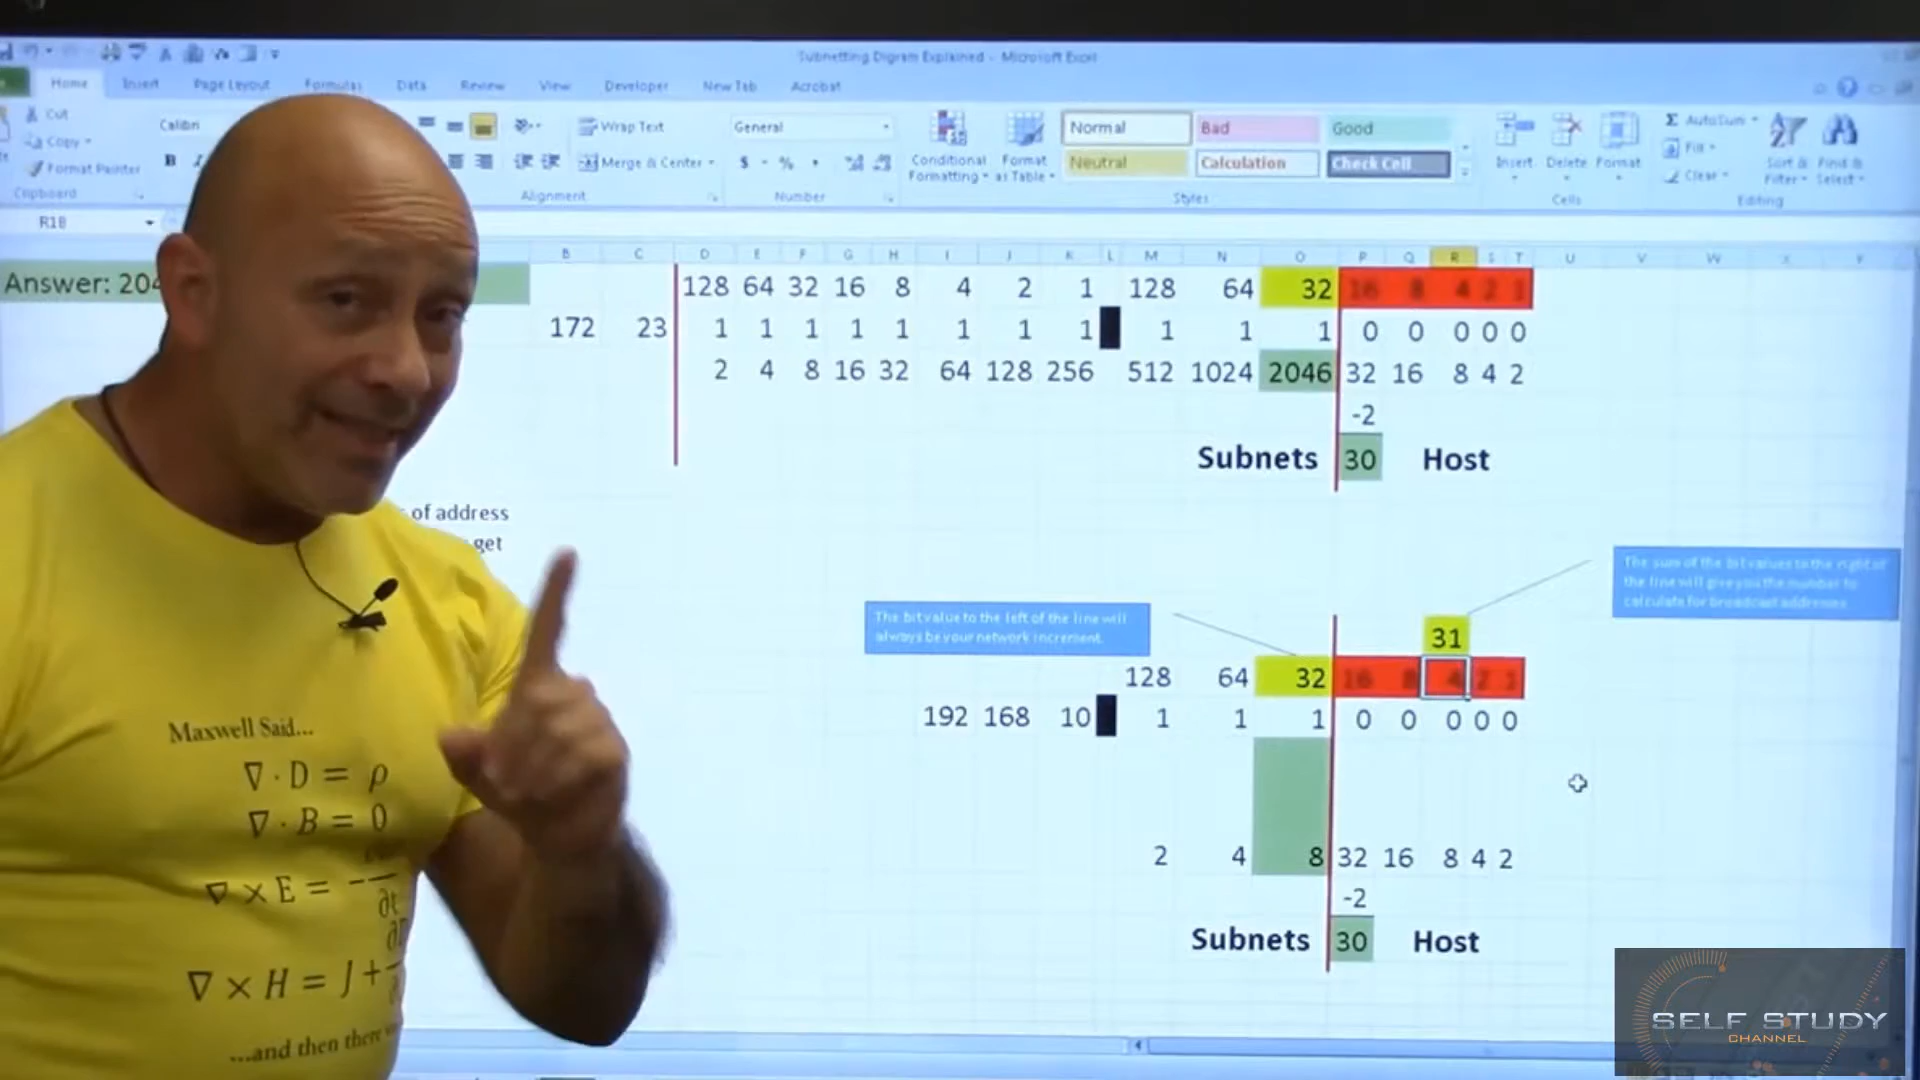 Subnetting Digram Explained - Microsoft Excel
Home Insert Page Layout Formulas Data Review View Developer New Tab Acrobat
Cut
Copy
Format Painter
Clipboard
Calibri
B I
Wrap Text
Merge & Center
Alignment
General
$ - % ,
Number
Conditional Formatting
Format as Table
Normal Bad Good
Neutral Calculation Check Cell
Styles
Insert Delete Format
Cells
Σ AutoSum
Fill
Clear
Sort & Filter
Find & Select
Editing
R18
B C D E F G H I J K L M N O P Q R S T U V W X Y
Answer: 204
128 64 32 16 8 4 2 1 128 64 32 16 8 4 2 1
172 23 1 1 1 1 1 1 1 1 1 1 1 0 0 0 0 0
2 4 8 16 32 64 128 256 512 1024 2046 32 16 8 4 2
-2
Subnets 30 Host
of address
get
The sum of the bit values to the right of
the line will give you the number to
calculate for broadcast addresses
The bit value to the left of the line will
always be your network increment.
31
128 64 32 16 8 4 2 1
192 168 10 1 1 1 0 0 0 0 0
2 4 8 32 16 8 4 2
-2
Subnets 30 Host
Maxwell Said...
∇ · D = ρ
∇ · B = 0
∇ × E = - ∂t
∇ × H = J + ∂
...and then there
SELF STUDY
CHANNEL